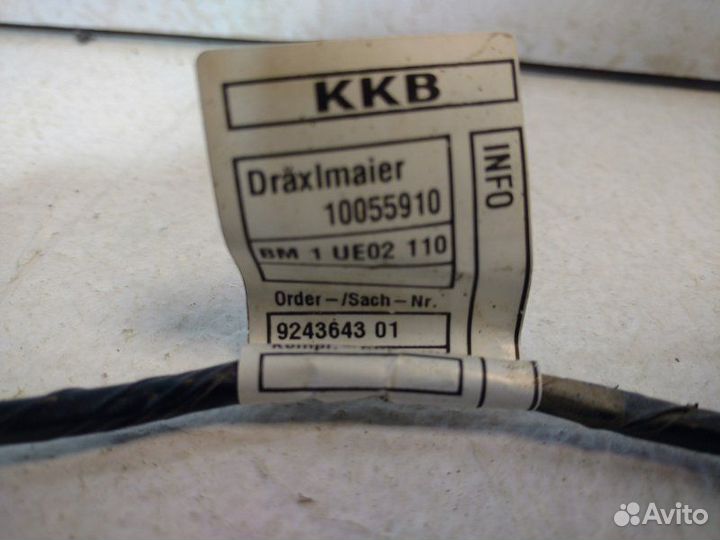 KKB
Dräxlmaier
10055910
BM 1 UE02 110
INFO
Order-/Sach-Nr.
9243643 01
Avito